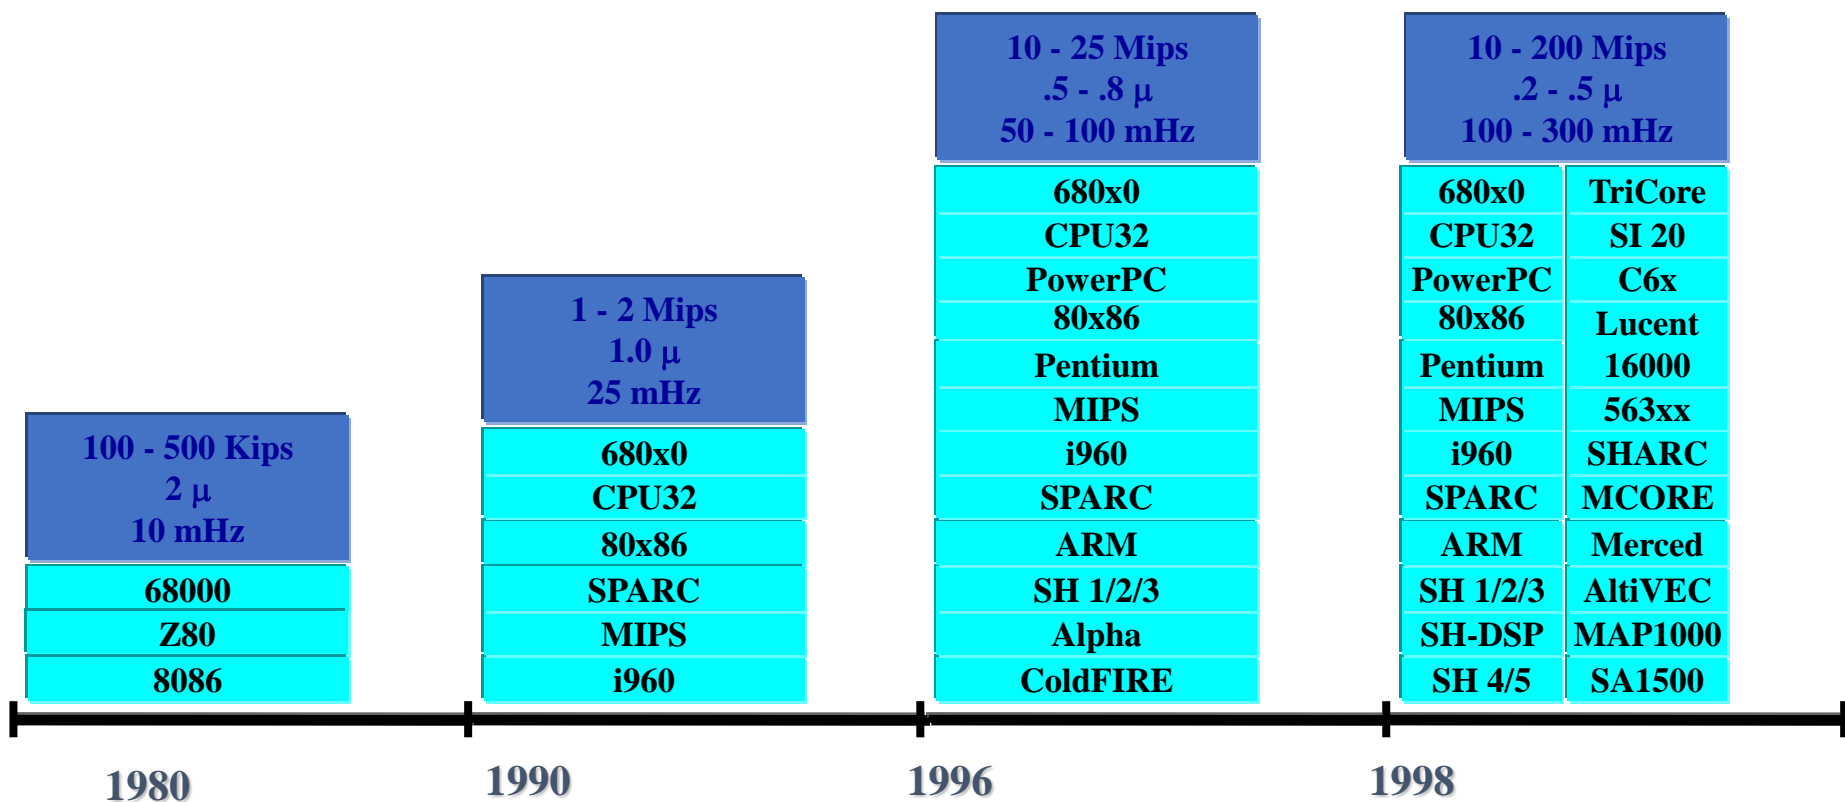 100 - 500 Kips
2 μ
10 mHz
68000
Z80
8086
1980
1 - 2 Mips
1.0 μ
25 mHz
680x0
CPU32
80x86
SPARC
MIPS
i960
1990
10 - 25 Mips
.5 - .8 μ
50 - 100 mHz
680x0
CPU32
PowerPC
80x86
Pentium
MIPS
i960
SPARC
ARM
SH 1/2/3
Alpha
ColdFIRE
1996
10 - 200 Mips
.2 - .5 μ
100 - 300 mHz
680x0
CPU32
PowerPC
80x86
Pentium
MIPS
i960
SPARC
ARM
SH 1/2/3
SH-DSP
SH 4/5
TriCore
SI 20
C6x
Lucent
16000
563xx
SHARC
MCORE
Merced
AltiVEC
MAP1000
SA1500
1998